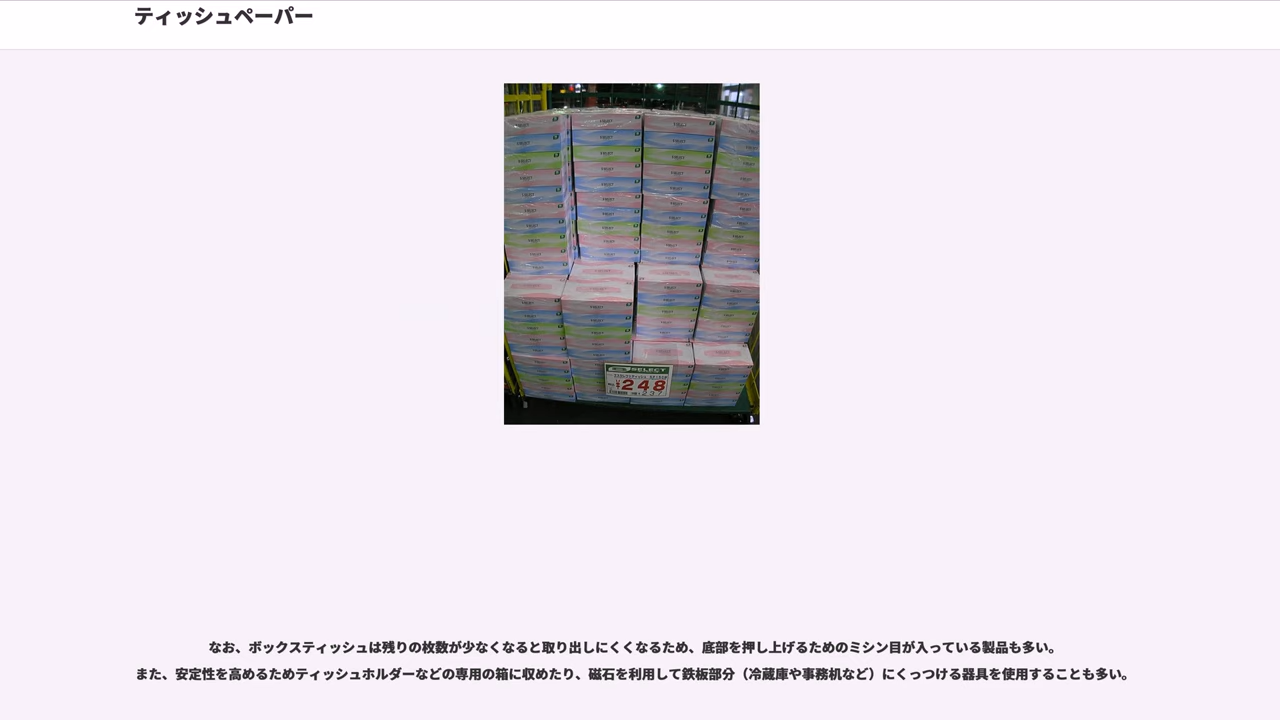 ティッシュペーパー
SELECT
248
なお、ボックスティッシュは残りの枚数が少なくなると取り出しにくくなるため、底部を押し上げるためのミシン目が入っている製品も多い。
また、安定性を高めるためティッシュホルダーなどの専用の箱に収めたり、磁石を利用して鉄板部分（冷蔵庫や事務机など）にくっつける器具を使用することも多い。